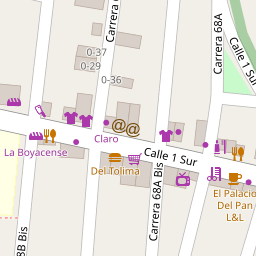 Carrera 68A
Carrera
Calle 1 Sur
0-37
0-29
0-36
@@
La Boyacense
Claro
Calle 1 Sur
Del Tolima
Carrera 68A Bis
El Palacio
Del Pan
L&L
8B Bis